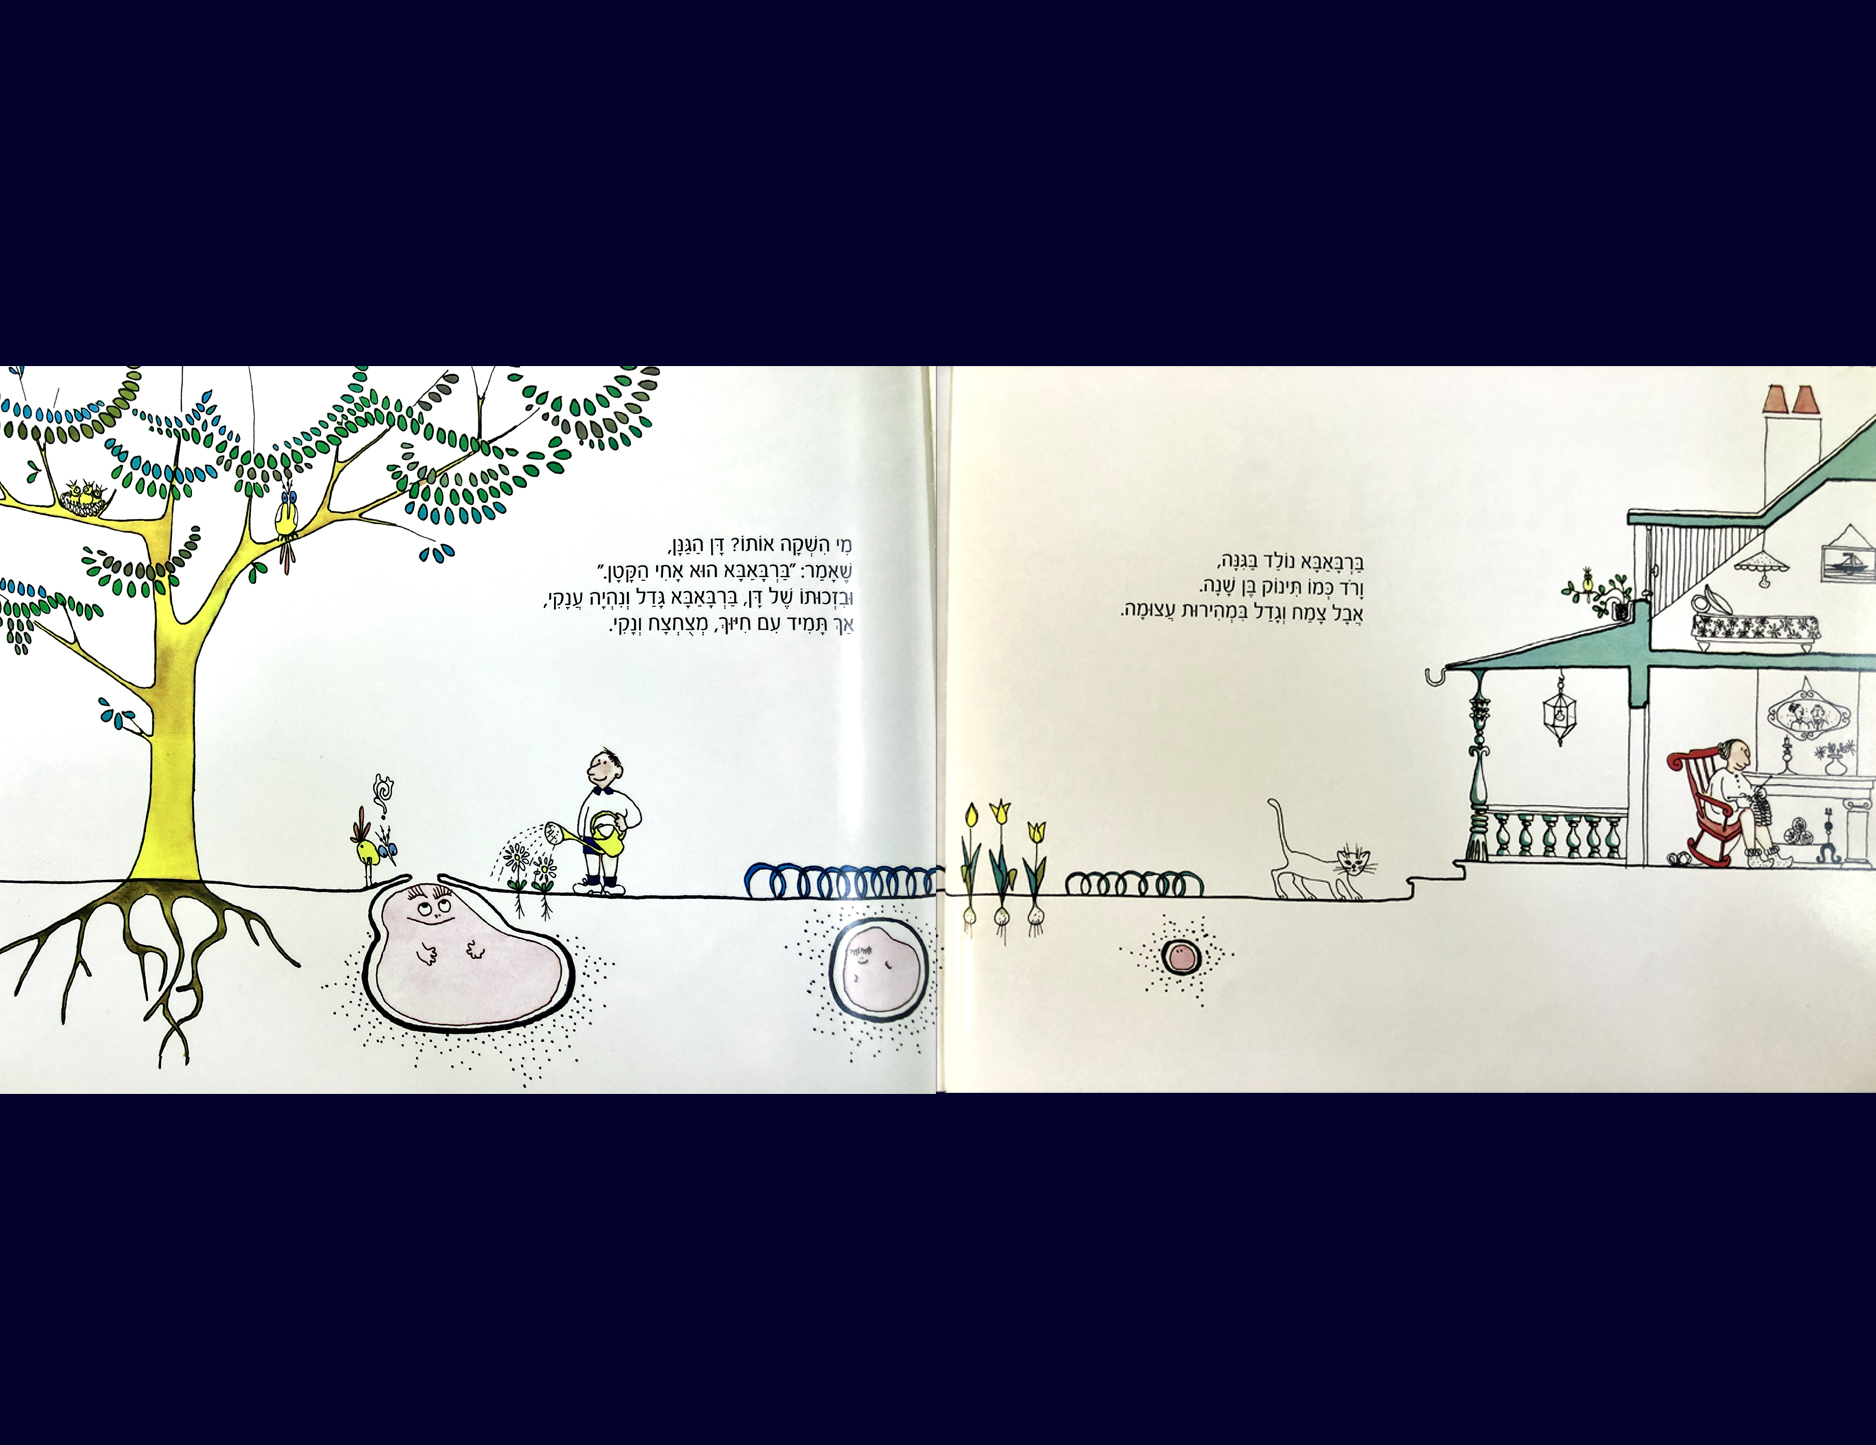 בַּרְבָּאַבָּא נוֹלַד בַּגִּנָּה,
וָרֹד כְּמוֹ תִּינוֹק בֶּן שָׁנָה.
אֲבָל צָמַח וְגָדַל בִּמְהִירוּת עֲצוּמָה.
מִי הִשְׁקָה אוֹתוֹ? דָּן הַגַּנָּן,
שֶׁאָמַר: "בַּרְבָּאַבָּא הוּא אָחִי הַקָּטָן."
וּבִזְכוּתוֹ שֶׁל דָּן, בַּרְבָּאַבָּא גָּדַל וְנִהְיָה עֲנָקִי,
אַךְ תָּמִיד עִם חִיּוּךְ, מְצֻחְצָח וְנָקִי.